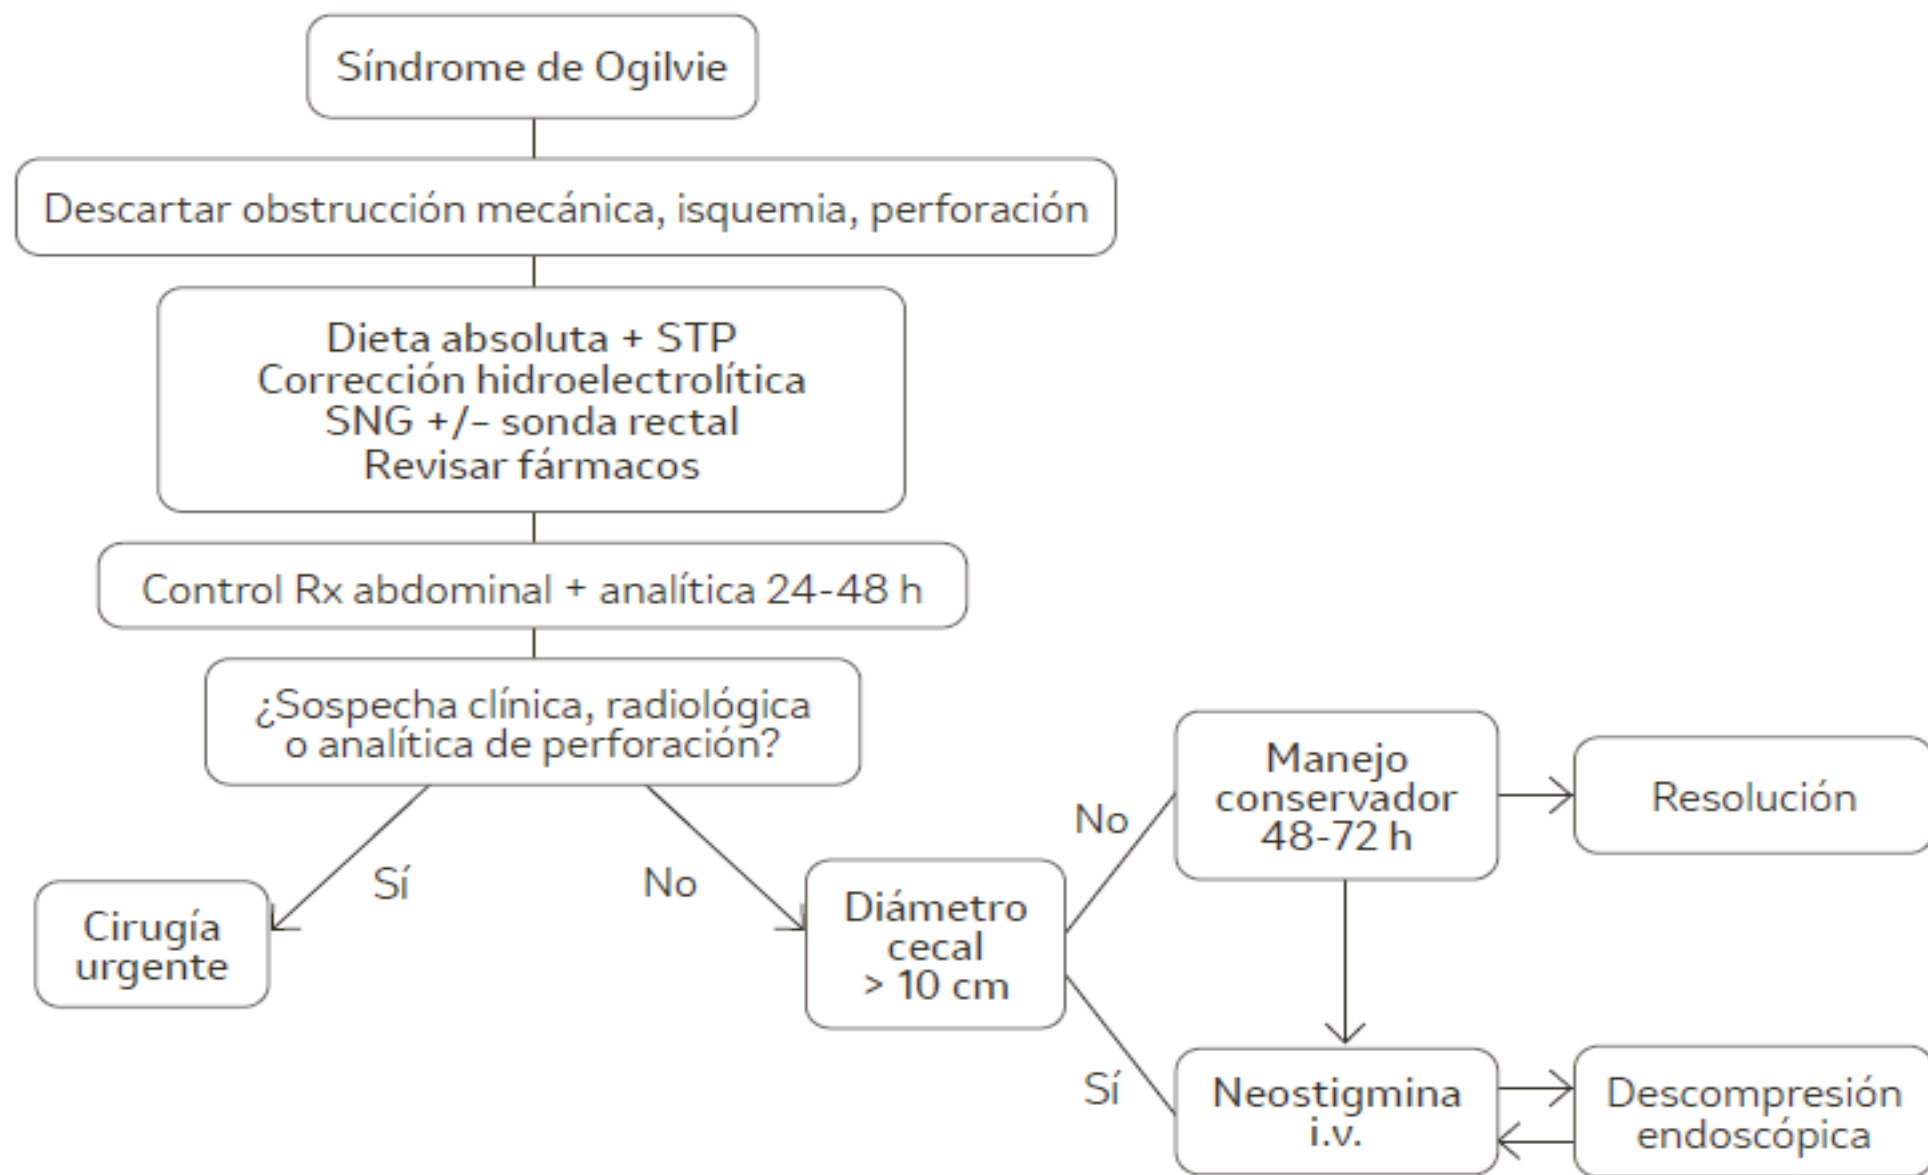 Síndrome de Ogilvie
Descartar obstrucción mecánica, isquemia, perforación
Dieta absoluta + STP
Corrección hidroelectrolítica
SNG +/– sonda rectal
Revisar fármacos
Control Rx abdominal + analítica 24-48 h
¿Sospecha clínica, radiológica
o analítica de perforación?
Sí
No
Cirugía
urgente
Diámetro
cecal
> 10 cm
No
Sí
Manejo
conservador
48-72 h
Resolución
Neostigmina
i.v.
Descompresión
endoscópica